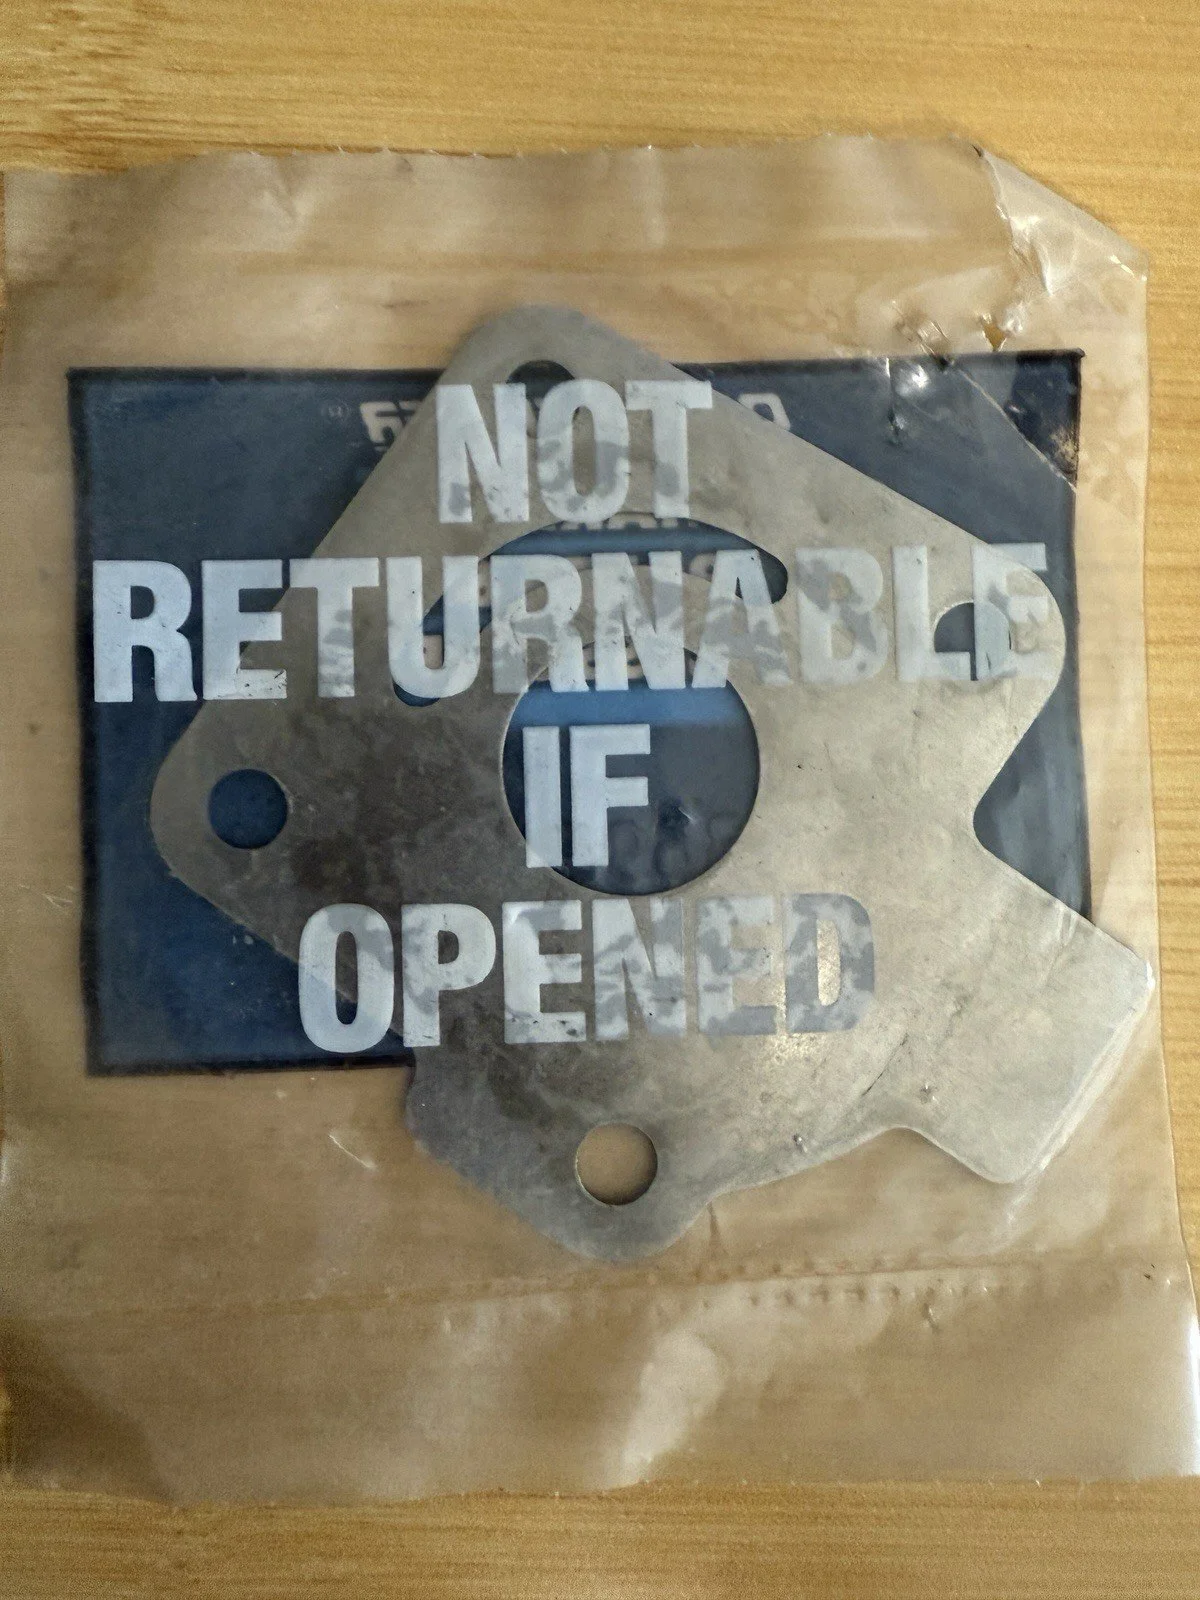 NOT
RETURNABLE
IF
OPENED